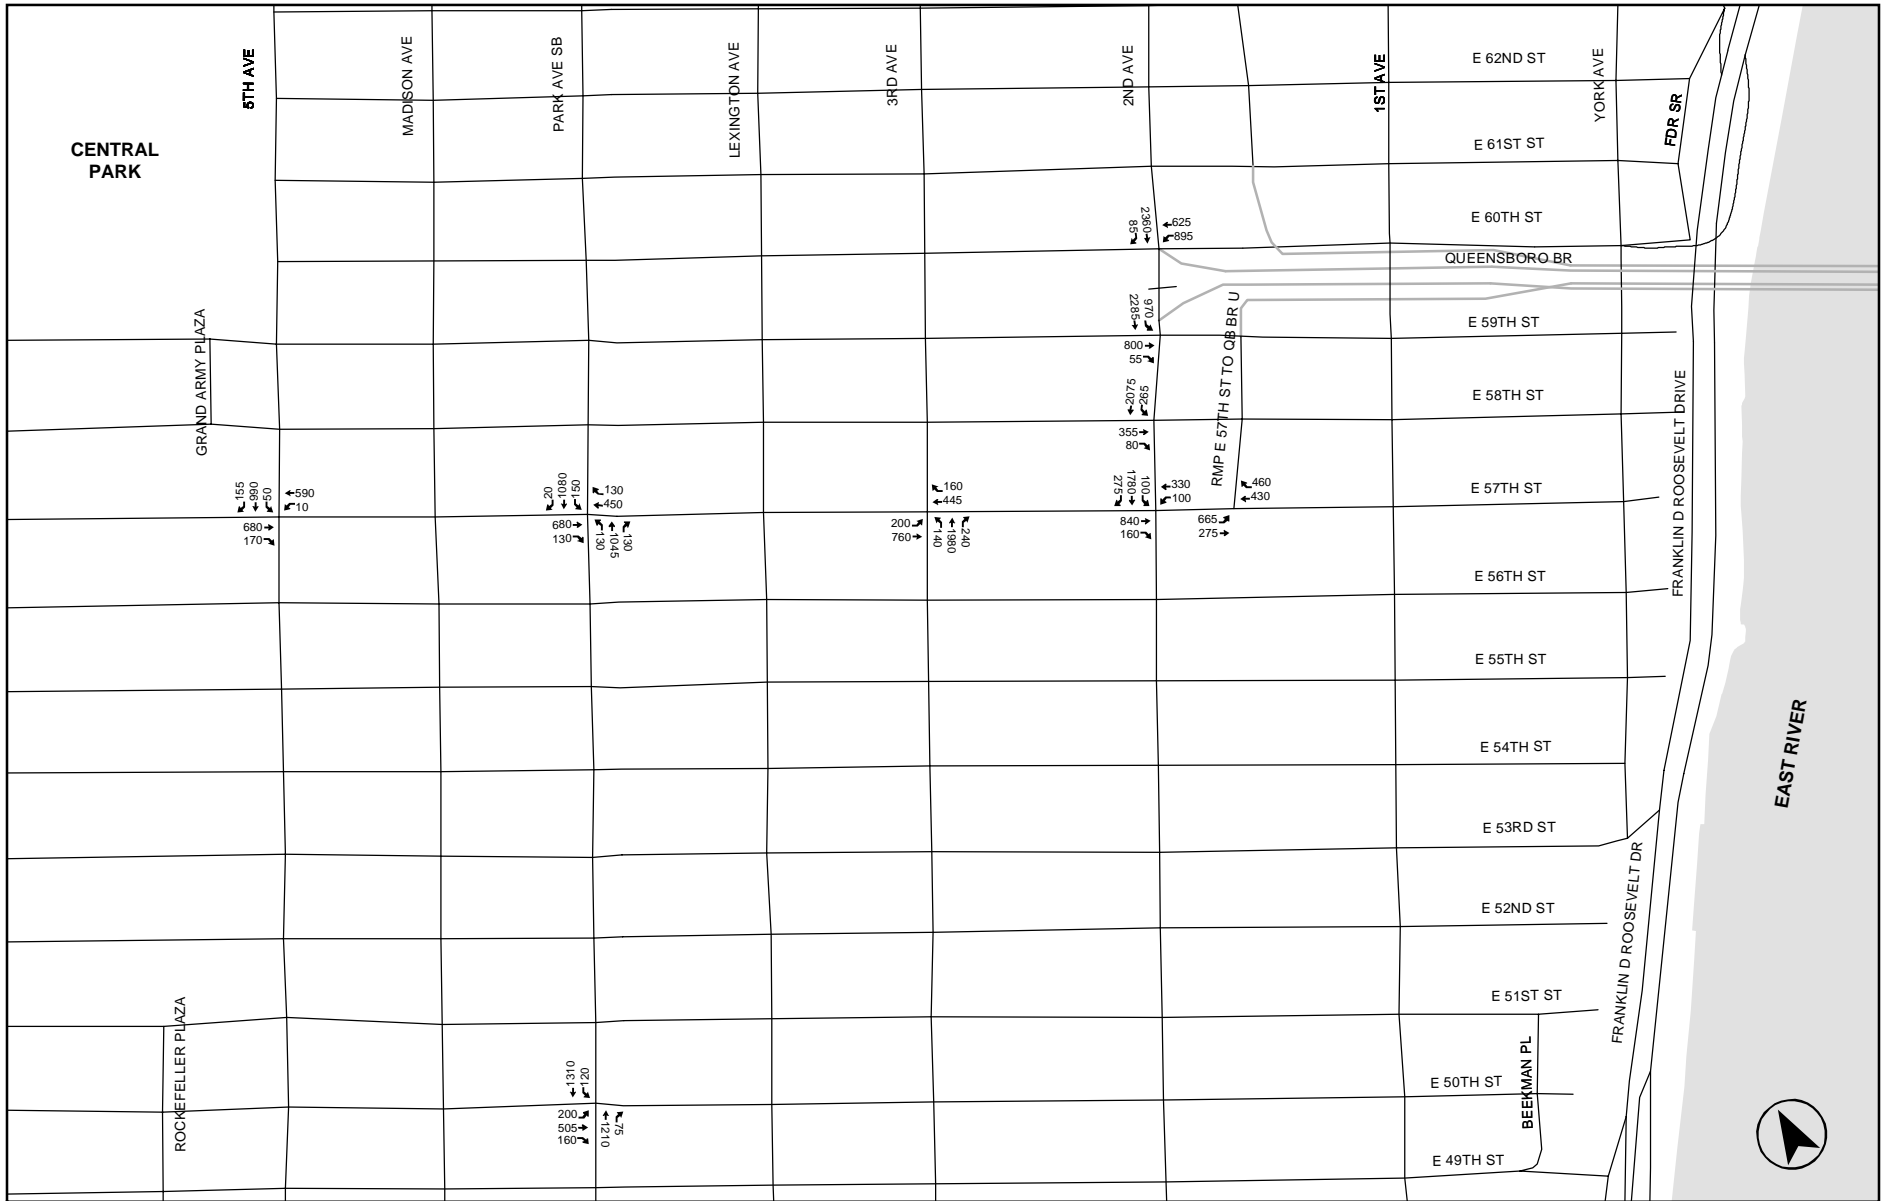 5TH AVE
MADISON AVE
PARK AVE SB
LEXINGTON AVE
3RD AVE
2ND AVE
1ST AVE
YORK AVE
FDR SR
E 62ND ST
CENTRAL
PARK
E 61ST ST
E 60TH ST
85
2360
625
895
QUEENSBORO BR
2285
970
E 59TH ST
800
55
GRAND ARMY PLAZA
RMP E 57TH ST TO QB BR U
2075
265
E 58TH ST
FRANKLIN D ROOSEVELT DRIVE
355
80
155
990
50
590
10
680
170
20
1080
150
130
450
680
130
130
1045
130
160
445
200
760
140
1980
240
275
1780
100
330
100
840
160
460
430
665
275
E 57TH ST
E 56TH ST
E 55TH ST
E 54TH ST
EAST RIVER
E 53RD ST
FRANKLIN D ROOSEVELT DR
E 52ND ST
E 51ST ST
ROCKEFELLER PLAZA
1310
120
200
505
160
1210
75
E 50TH ST
BEEKMAN PL
E 49TH ST